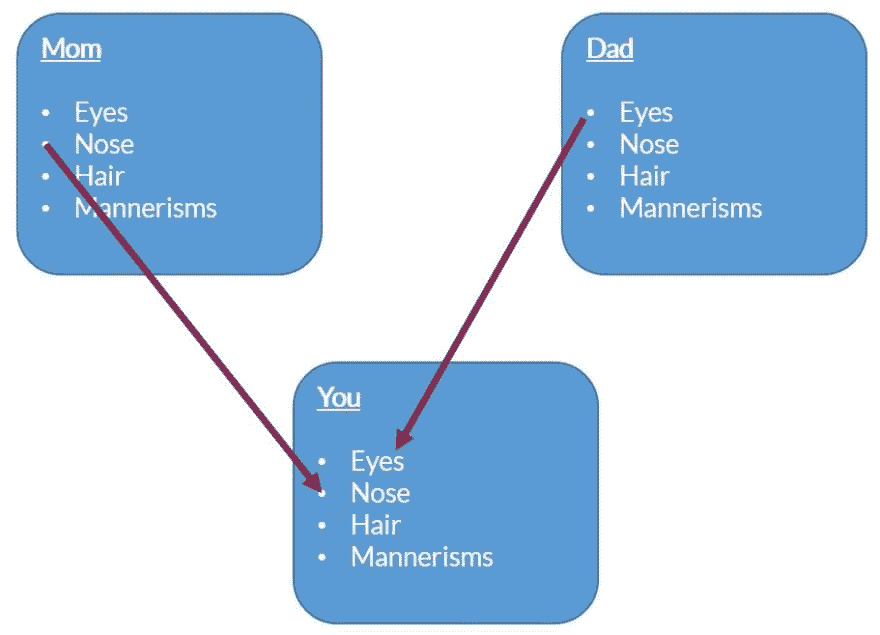 Mom
• Eyes
• Nose
• Hair
• Mannerisms
Dad
• Eyes
• Nose
• Hair
• Mannerisms
You
• Eyes
• Nose
• Hair
• Mannerisms